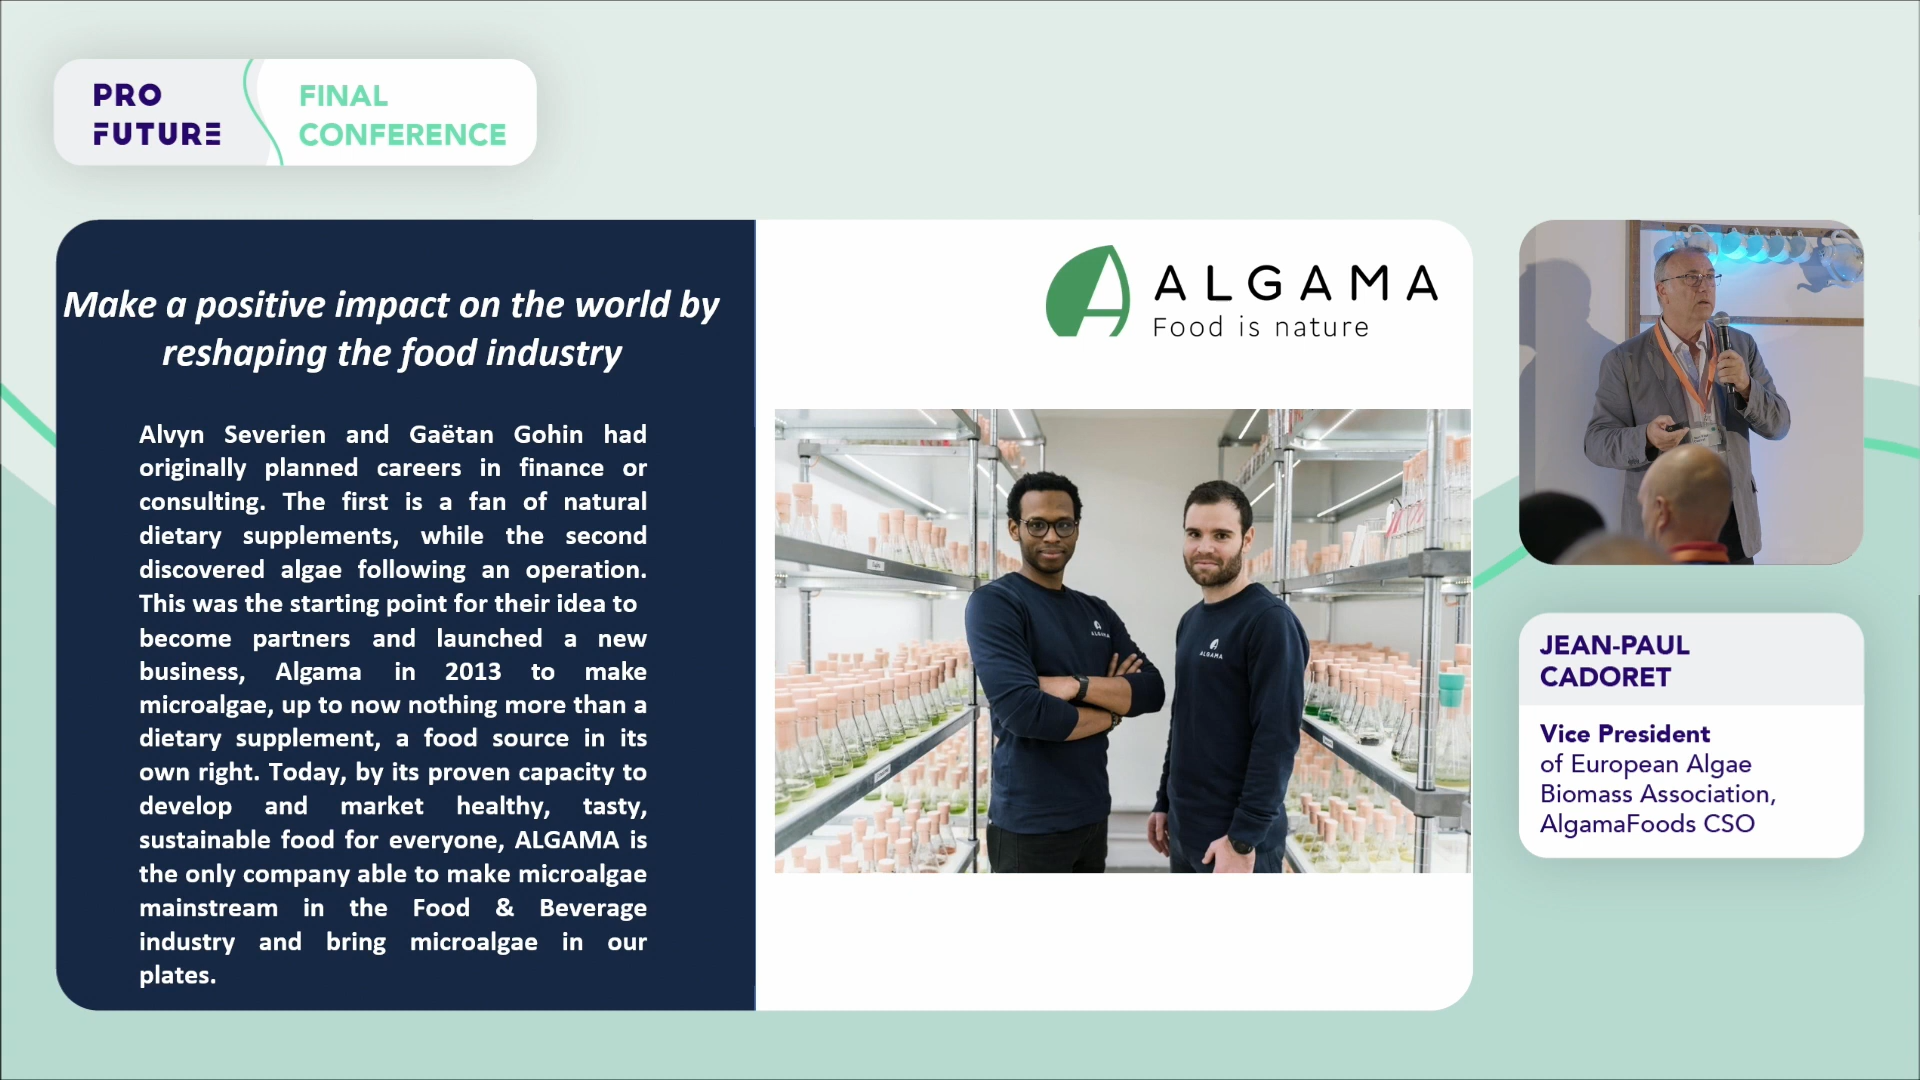 PRO
FUTURE
FINAL
CONFERENCE
Make a positive impact on the world by
reshaping the food industry
Alvyn Severien and Gaëtan Gohin had
originally planned careers in finance or
consulting. The first is a fan of natural
dietary supplements, while the second
discovered algae following an operation.
This was the starting point for their idea to
become partners and launched a new
business, Algama in 2013 to make
microalgae, up to now nothing more than a
dietary supplement, a food source in its
own right. Today, by its proven capacity to
develop and market healthy, tasty,
sustainable food for everyone, ALGAMA is
the only company able to make microalgae
mainstream in the Food & Beverage
industry and bring microalgae in our
plates.
ALGAMA
Food is nature
ALGAMA
ALGAMA
JEAN-PAUL
CADORET
Vice President
of European Algae
Biomass Association,
AlgamaFoods CSO